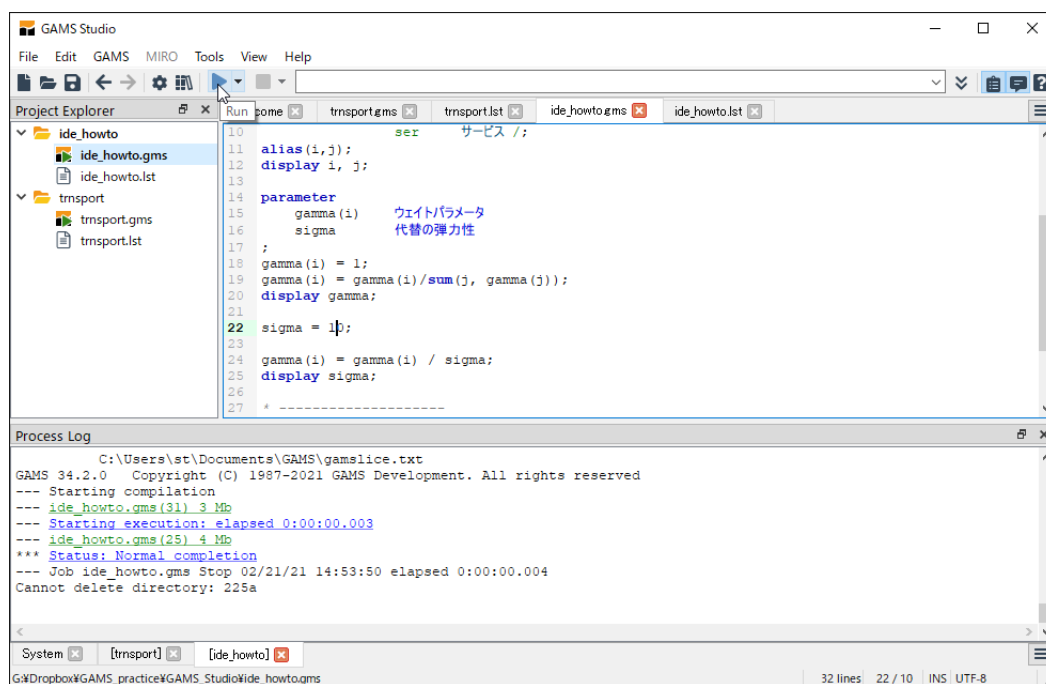 GAMS Studio
File Edit GAMS MIRO Tools View Help
Project Explorer
Run
come trnsport.gms trnsport.lst ide_howto.gms ide_howto.lst
ide_howto
ide_howto.gms
ide_howto.lst
trnsport
trnsport.gms
trnsport.lst
10 ser サービス /;
11 alias(i,j);
12 display i, j;
13
14 parameter
15 gamma(i) ウェイトパラメータ
16 sigma 代替の弾力性
17 ;
18 gamma(i) = 1;
19 gamma(i) = gamma(i)/sum(j, gamma(j));
20 display gamma;
21
22 sigma = 10;
23
24 gamma(i) = gamma(i) / sigma;
25 display sigma;
26
27 * --------------------
Process Log
C:\Users\st\Documents\GAMS\gamslice.txt
GAMS 34.2.0 Copyright (C) 1987-2021 GAMS Development. All rights reserved
--- Starting compilation
--- ide_howto.gms(31) 3 Mb
--- Starting execution: elapsed 0:00:00.003
--- ide_howto.gms(25) 4 Mb
*** Status: Normal completion
--- Job ide_howto.gms Stop 02/21/21 14:53:50 elapsed 0:00:00.004
Cannot delete directory: 225a
System [trnsport] [ide_howto]
G:¥Dropbox¥GAMS_practice¥GAMS_Studio¥ide_howto.gms 32 lines 22 / 10 INS UTF-8